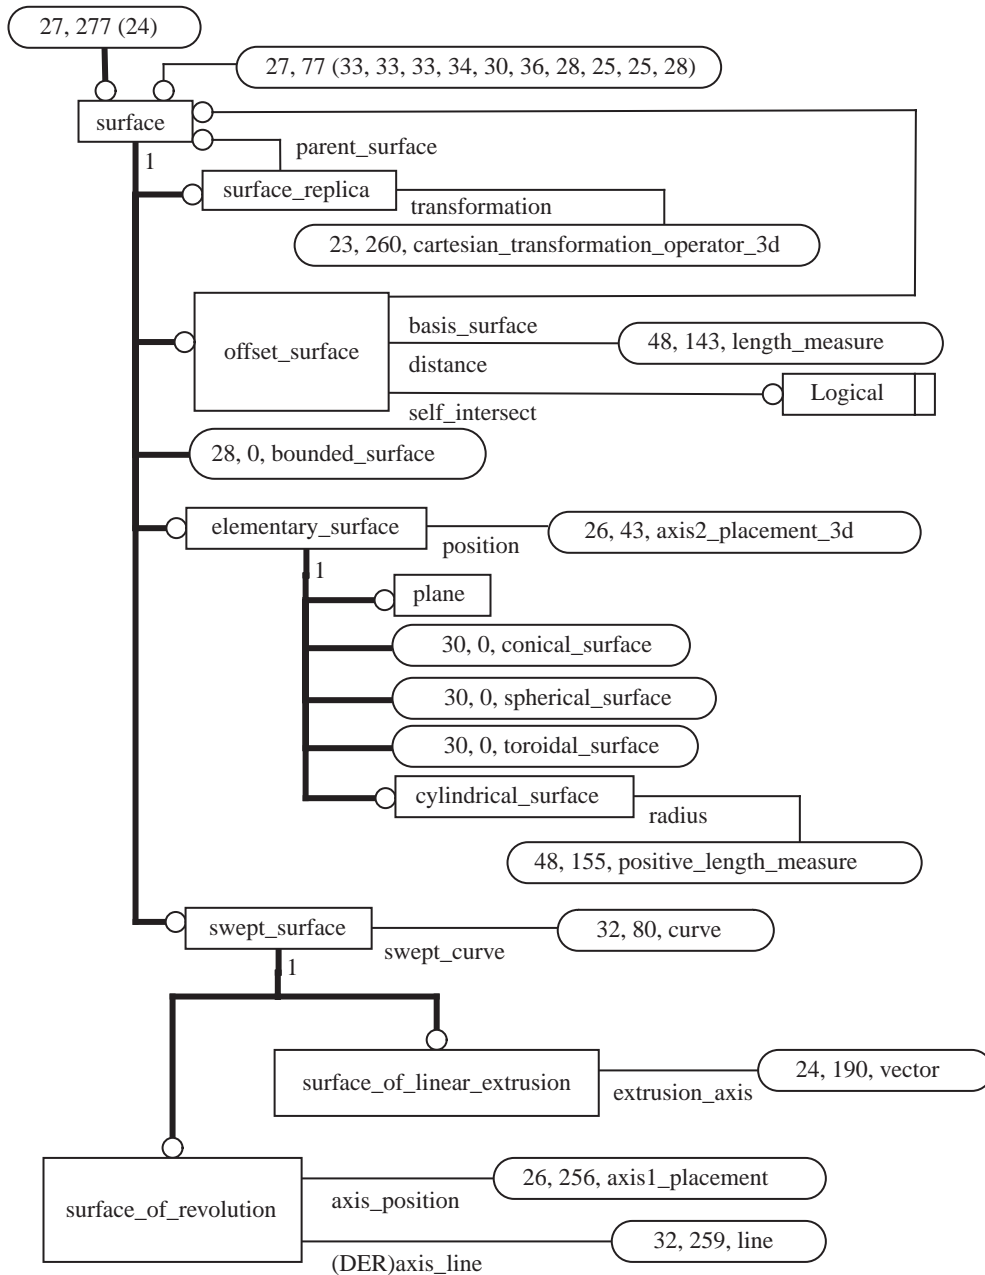 27, 277 (24)
27, 77 (33, 33, 33, 34, 30, 36, 28, 25, 25, 28)
surface
1
parent_surface
surface_replica
transformation
23, 260, cartesian_transformation_operator_3d
basis_surface
offset_surface
48, 143, length_measure
distance
Logical
self_intersect
28, 0, bounded_surface
elementary_surface
26, 43, axis2_placement_3d
position
1
plane
30, 0, conical_surface
30, 0, spherical_surface
30, 0, toroidal_surface
cylindrical_surface
radius
48, 155, positive_length_measure
swept_surface
32, 80, curve
swept_curve
1
surface_of_linear_extrusion
24, 190, vector
extrusion_axis
26, 256, axis1_placement
axis_position
surface_of_revolution
32, 259, line
(DER)axis_line